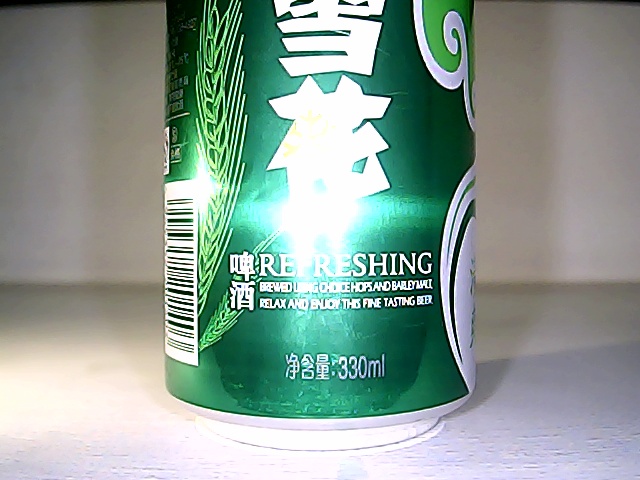 雪花
啤酒
REFRESHING
BREWED USING CHOICE HOPS AND BARLEY MALT,
RELAX AND ENJOY THIS FINE TASTING BEER
净含量:330ml